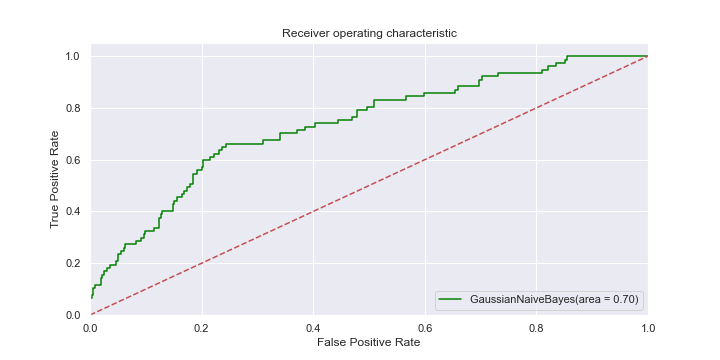 Receiver operating characteristic
1.0
0.8
0.6
0.4
0.2
0.0
True Positive Rate
GaussianNaiveBayes(area = 0.70)
0.0 0.2 0.4 0.6 0.8 1.0
False Positive Rate